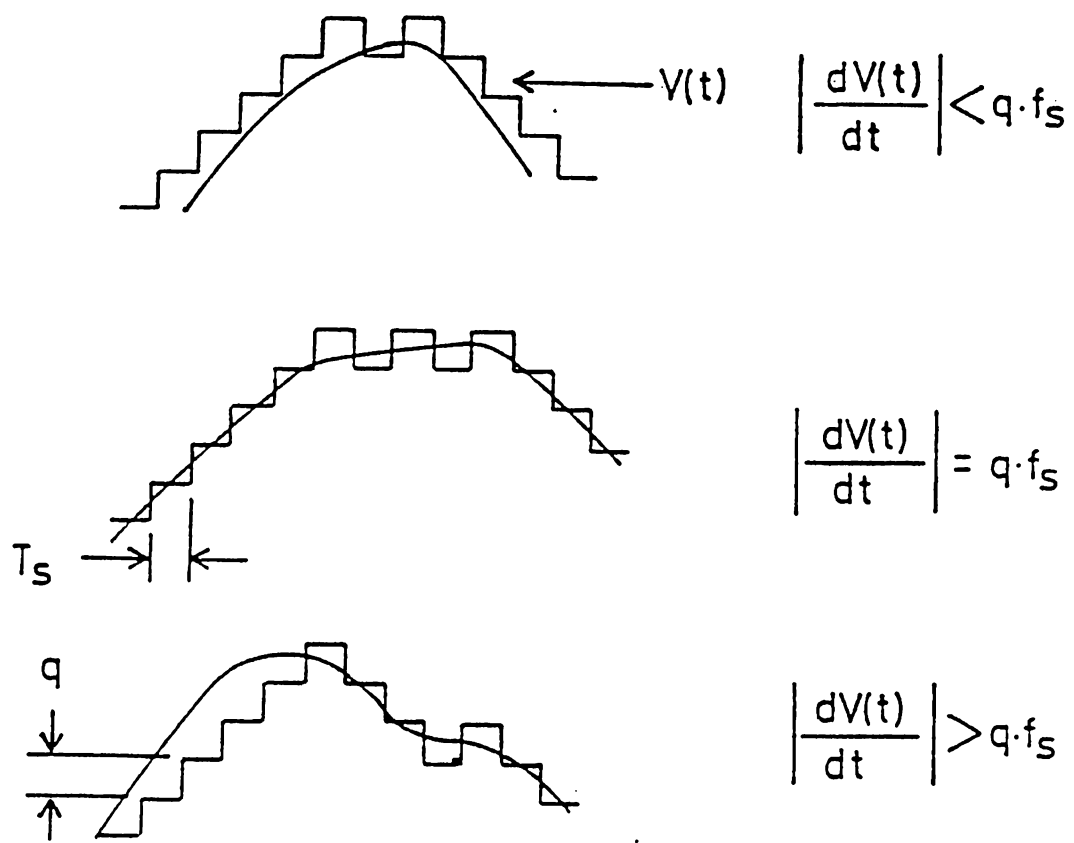 V(t)
|dV(t)/dt| < q·fs
|dV(t)/dt| = q·fs
Ts
q
|dV(t)/dt| > q·fs